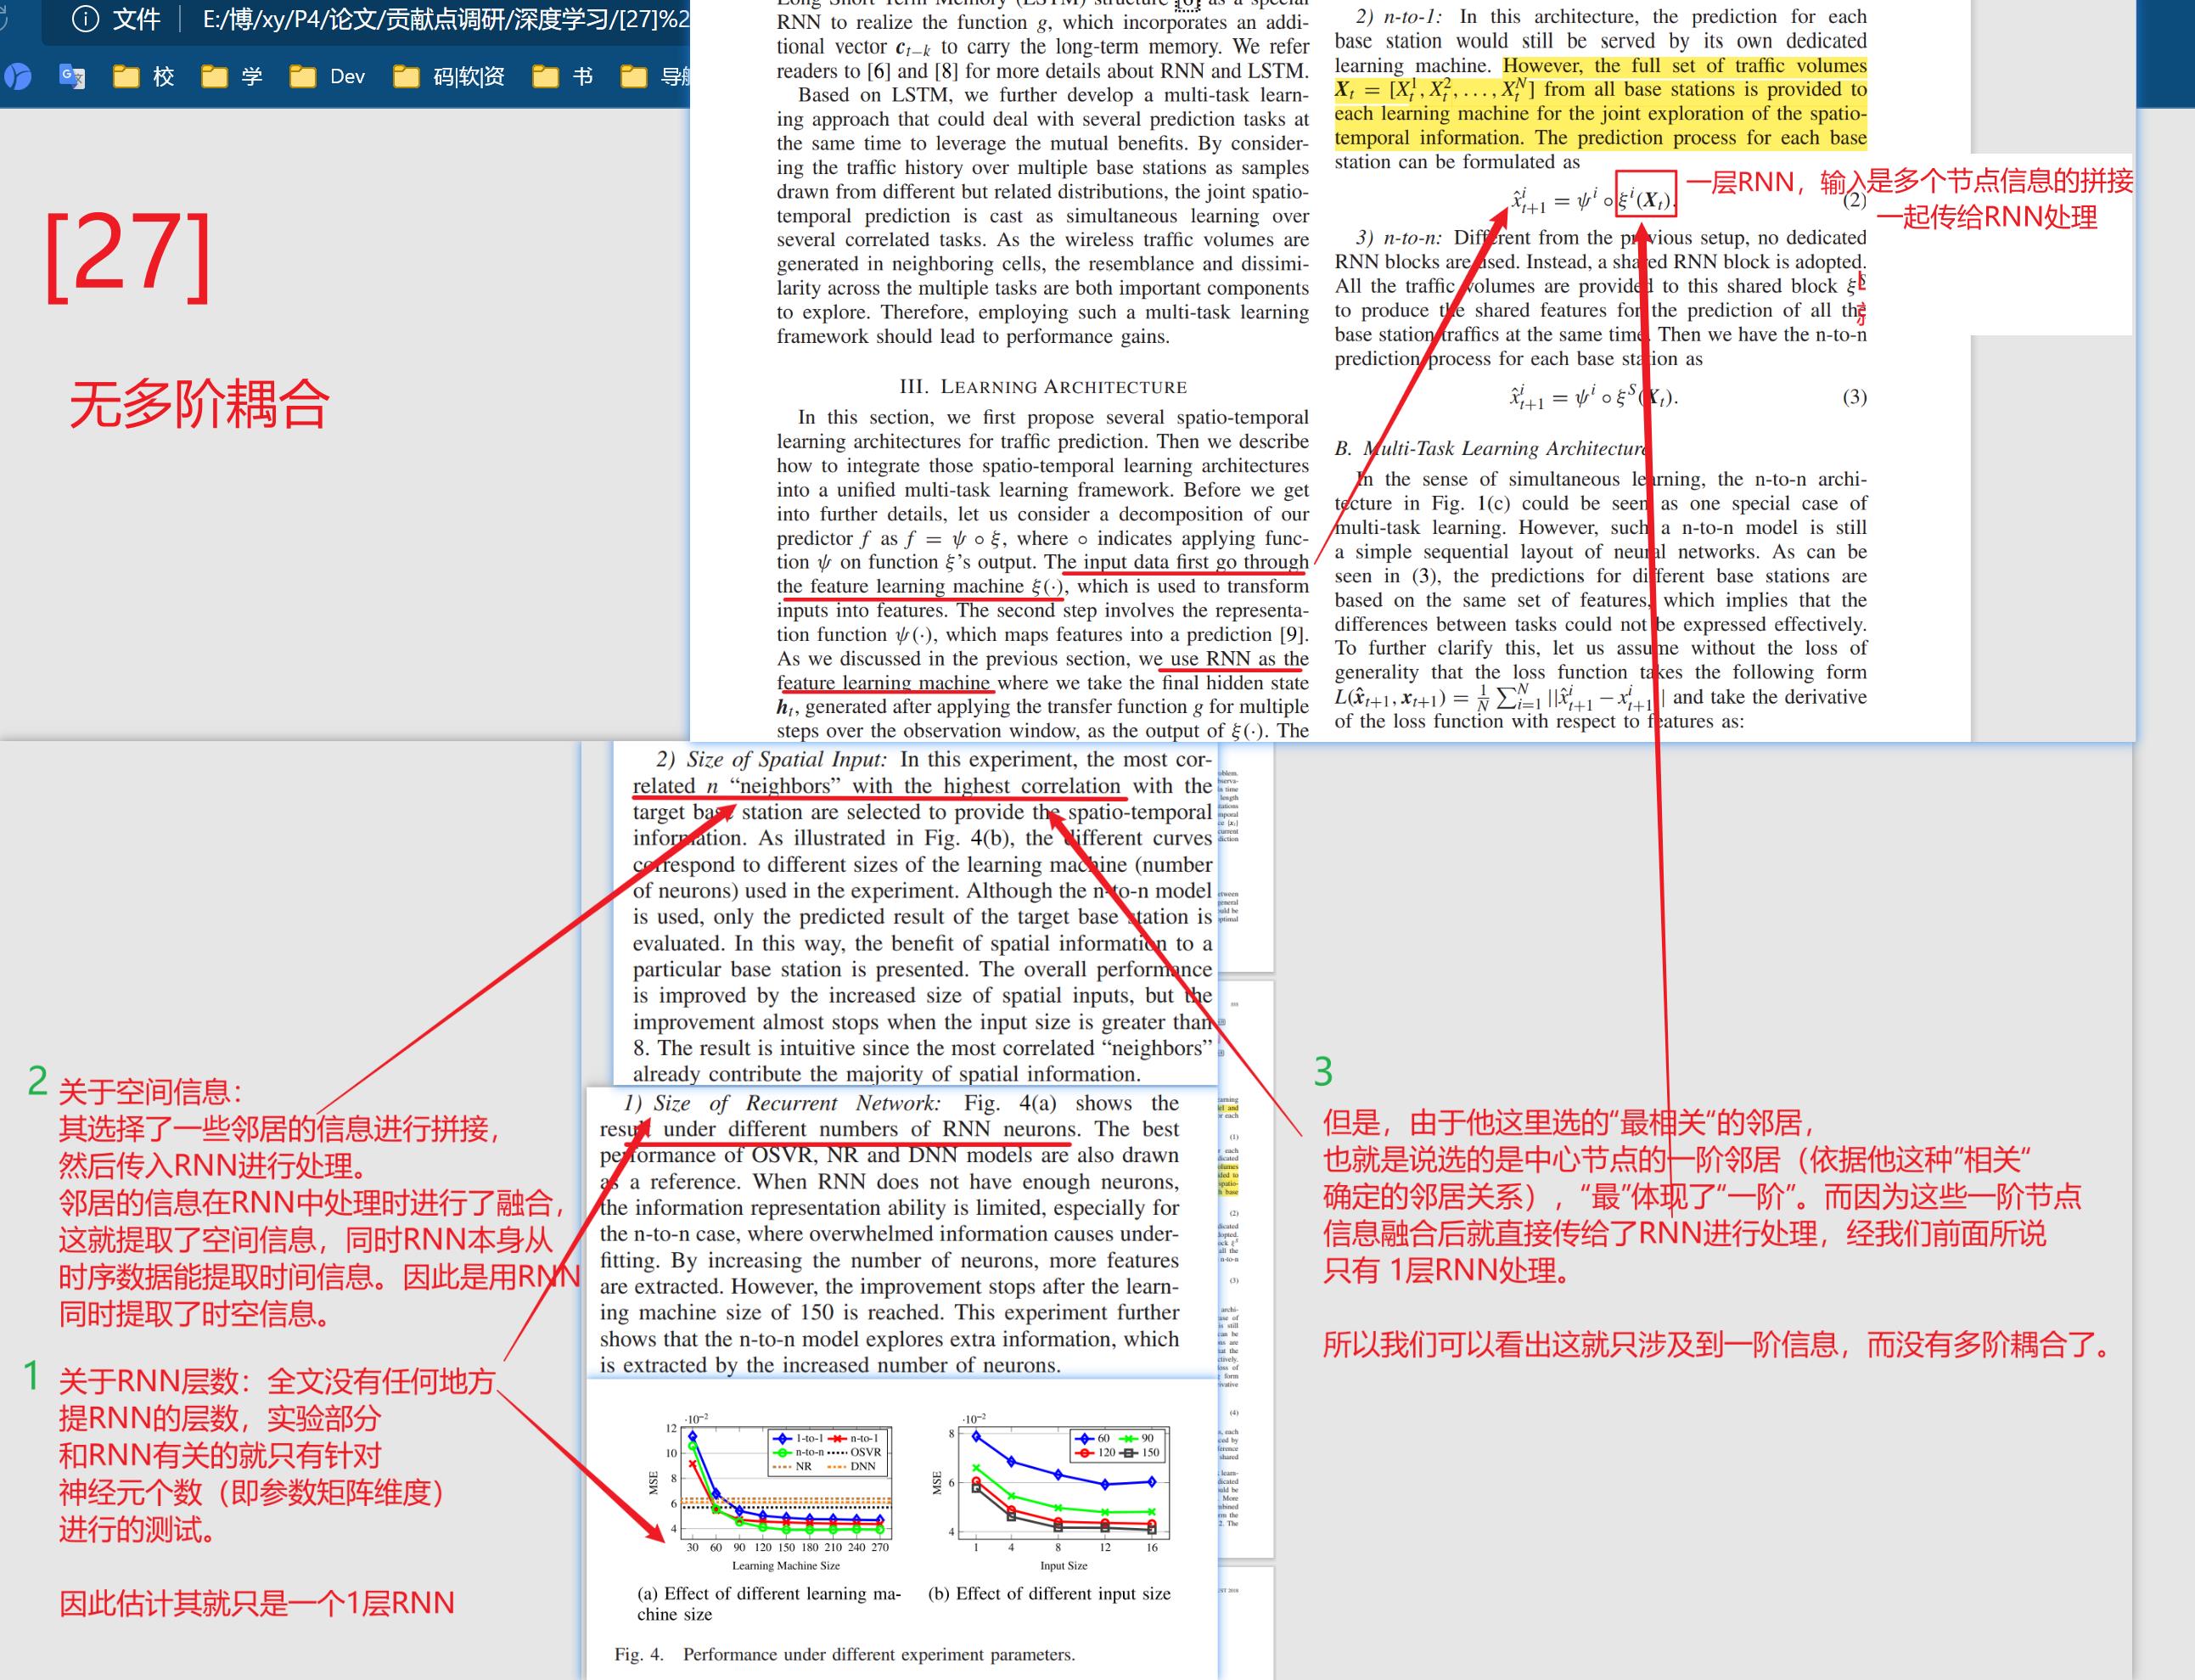 文件 E:/博/xy/P4/论文/贡献点调研/深度学习/[27]%2
校 学 Dev 码|软|资 书 导航
[27]
无多阶耦合
RNN to realize the function g, which incorporates an addi-
tional vector c_{t−k} to carry the long-term memory. We refer
readers to [6] and [8] for more details about RNN and LSTM.
Based on LSTM, we further develop a multi-task learn-
ing approach that could deal with several prediction tasks at
the same time to leverage the mutual benefits. By consider-
ing the traffic history over multiple base stations as samples
drawn from different but related distributions, the joint spatio-
temporal prediction is cast as simultaneous learning over
several correlated tasks. As the wireless traffic volumes are
generated in neighboring cells, the resemblance and dissimi-
larity across the multiple tasks are both important components
to explore. Therefore, employing such a multi-task learning
framework should lead to performance gains.
III. LEARNING ARCHITECTURE
In this section, we first propose several spatio-temporal
learning architectures for traffic prediction. Then we describe
how to integrate those spatio-temporal learning architectures
into a unified multi-task learning framework. Before we get
into further details, let us consider a decomposition of our
predictor f as f = ψ ∘ ξ, where ∘ indicates applying func-
tion ψ on function ξ's output. The input data first go through
the feature learning machine ξ(·), which is used to transform
inputs into features. The second step involves the representa-
tion function ψ(·), which maps features into a prediction [9].
As we discussed in the previous section, we use RNN as the
feature learning machine where we take the final hidden state
h_t, generated after applying the transfer function g for multiple
steps over the observation window, as the output of ξ(·). The
2) n-to-1: In this architecture, the prediction for each
base station would still be served by its own dedicated
learning machine. However, the full set of traffic volumes
X_t = [X_t^1, X_t^2, . . . , X_t^N] from all base stations is provided to
each learning machine for the joint exploration of the spatio-
temporal information. The prediction process for each base
station can be formulated as
x̂_{t+1}^i = ψ^i ∘ ξ^i(X_t). (2)
一层RNN，输入是多个节点信息的拼接
一起传给RNN处理
3) n-to-n: Different from the previous setup, no dedicated
RNN blocks are used. Instead, a shared RNN block is adopted.
All the traffic volumes are provided to this shared block ξ^S
to produce the shared features for the prediction of all the
base station traffics at the same time. Then we have the n-to-n
prediction process for each base station as
x̂_{t+1}^i = ψ^i ∘ ξ^S(X_t). (3)
B. Multi-Task Learning Architecture
In the sense of simultaneous learning, the n-to-n archi-
tecture in Fig. 1(c) could be seen as one special case of
multi-task learning. However, such a n-to-n model is still
a simple sequential layout of neural networks. As can be
seen in (3), the predictions for different base stations are
based on the same set of features, which implies that the
differences between tasks could not be expressed effectively.
To further clarify this, let us assume without the loss of
generality that the loss function takes the following form
L(x̂_{t+1}, x_{t+1}) = 1/N ∑_{i=1}^N ||x̂_{t+1}^i − x_{t+1}^i|| and take the derivative
of the loss function with respect to features as:
2) Size of Spatial Input: In this experiment, the most cor-
related n “neighbors” with the highest correlation with the
target base station are selected to provide the spatio-temporal
information. As illustrated in Fig. 4(b), the different curves
correspond to different sizes of the learning machine (number
of neurons) used in the experiment. Although the n-to-n model
is used, only the predicted result of the target base station is
evaluated. In this way, the benefit of spatial information to a
particular base station is presented. The overall performance
is improved by the increased size of spatial inputs, but the
improvement almost stops when the input size is greater than
8. The result is intuitive since the most correlated “neighbors”
already contribute the majority of spatial information.
1) Size of Recurrent Network: Fig. 4(a) shows the
result under different numbers of RNN neurons. The best
performance of OSVR, NR and DNN models are also drawn
as a reference. When RNN does not have enough neurons,
the information representation ability is limited, especially for
the n-to-n case, where overwhelmed information causes under-
fitting. By increasing the number of neurons, more features
are extracted. However, the improvement stops after the learn-
ing machine size of 150 is reached. This experiment further
shows that the n-to-n model explores extra information, which
is extracted by the increased number of neurons.
·10^{−2}
12
10
8
6
4
MSE
1-to-1 n-to-1
n-to-n OSVR
NR DNN
30 60 90 120 150 180 210 240 270
Learning Machine Size
(a) Effect of different learning ma-
chine size
·10^{−2}
8
6
4
MSE
60 90
120 150
1 4 8 12 16
Input Size
(b) Effect of different input size
Fig. 4. Performance under different experiment parameters.
2
关于空间信息：
其选择了一些邻居的信息进行拼接，
然后传入RNN进行处理。
邻居的信息在RNN中处理时进行了融合，
这就提取了空间信息，同时RNN本身从
时序数据能提取时间信息。因此是用RNN
同时提取了时空信息。
1
关于RNN层数：全文没有任何地方
提RNN的层数，实验部分
和RNN有关的就只有针对
神经元个数（即参数矩阵维度）
进行的测试。
因此估计其就只是一个1层RNN
3
但是，由于他这里选的“最相关”的邻居，
也就是说选的是中心节点的一阶邻居（依据他这种“相关”
确定的邻居关系），“最”体现了“一阶”。而因为这些一阶节点
信息融合后就直接传给了RNN进行处理，经我们前面所说
只有 1层RNN处理。
所以我们可以看出这就只涉及到一阶信息，而没有多阶耦合了。